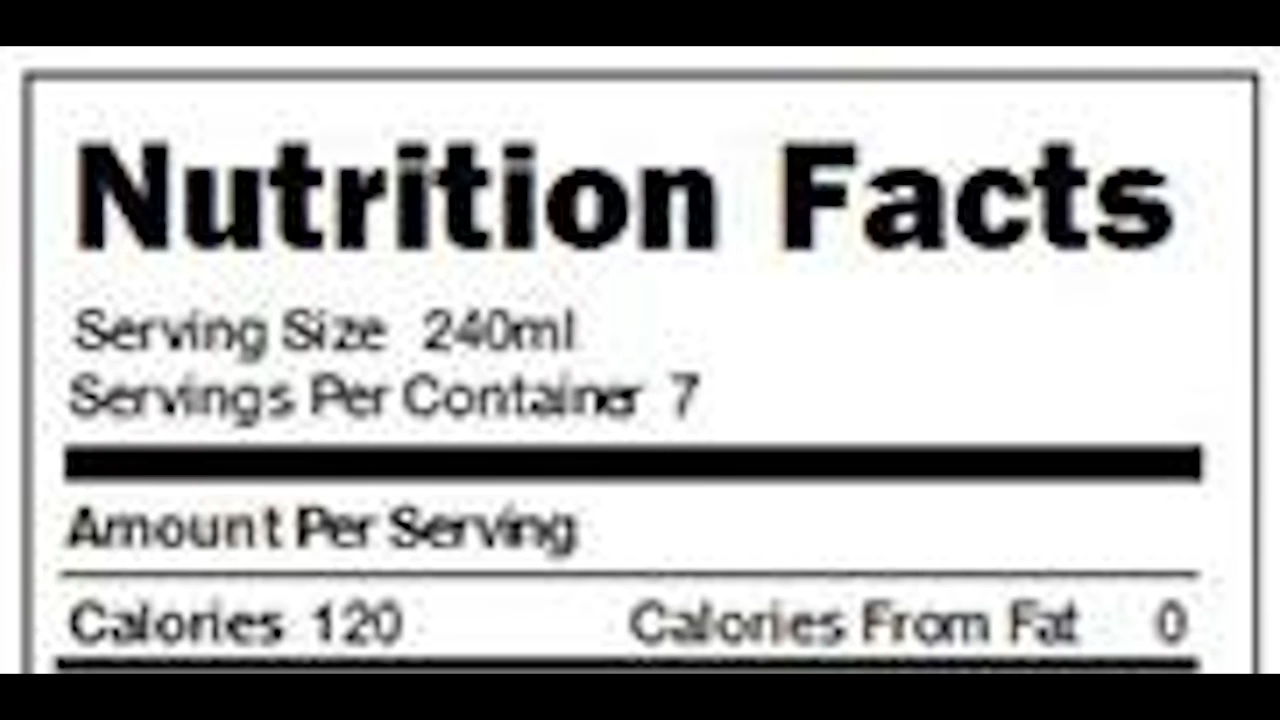 Nutrition Facts
Serving Size 240ml
Servings Per Container 7
Amount Per Serving
Calories 120 Calories From Fat 0